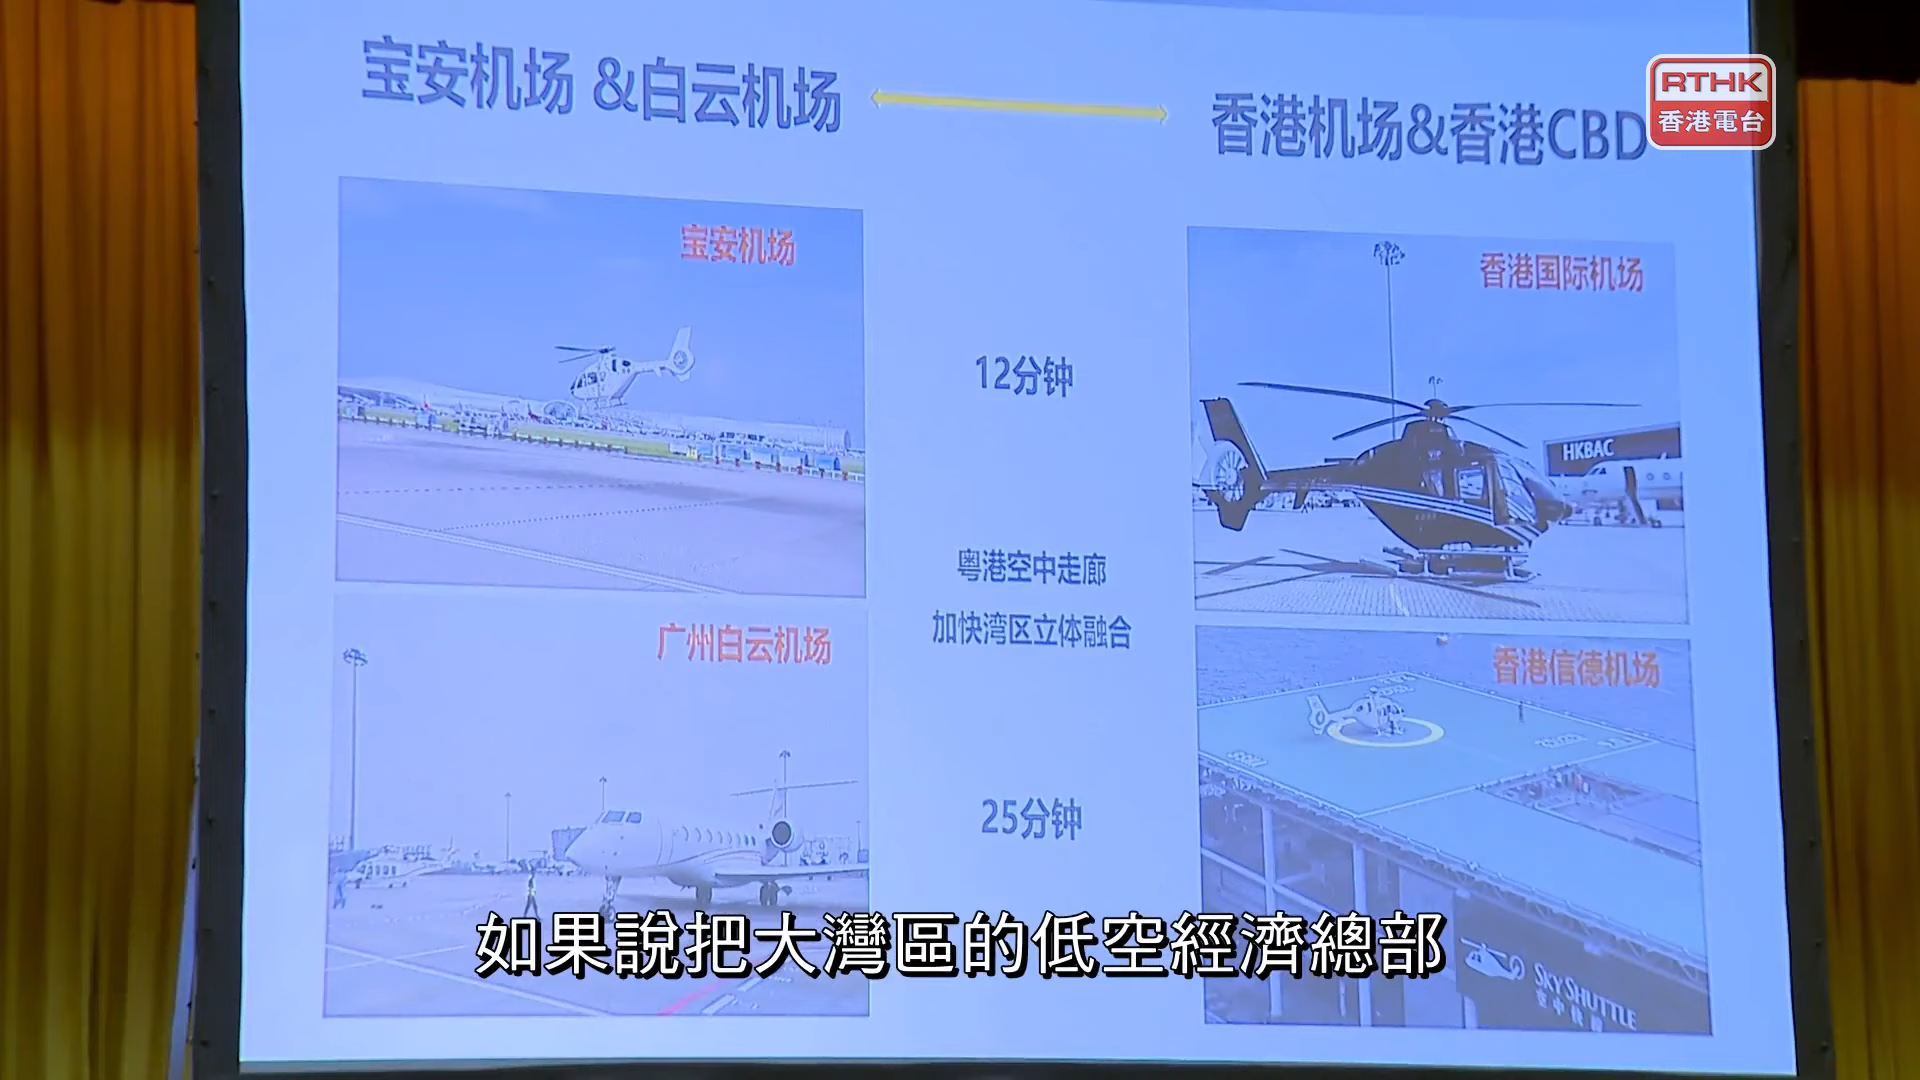 宝安机场 &白云机场
香港机场&香港CBD
RTHK
香港電台
宝安机场
香港国际机场
12分钟
HKBAC
粤港空中走廊
加快湾区立体融合
广州白云机场
香港信德机场
25分钟
如果說把大灣區的低空經濟總部
SKY SHUTTLE
空中快線